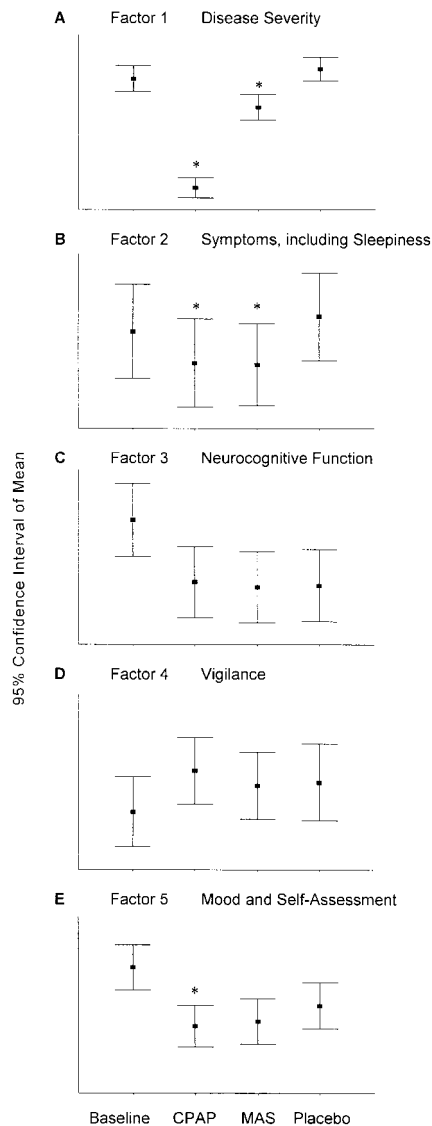 A Factor 1 Disease Severity
*
*
B Factor 2 Symptoms, including Sleepiness
* *
C Factor 3 Neurocognitive Function
95% Confidence Interval of Mean
D Factor 4 Vigilance
E Factor 5 Mood and Self-Assessment
*
Baseline CPAP MAS Placebo